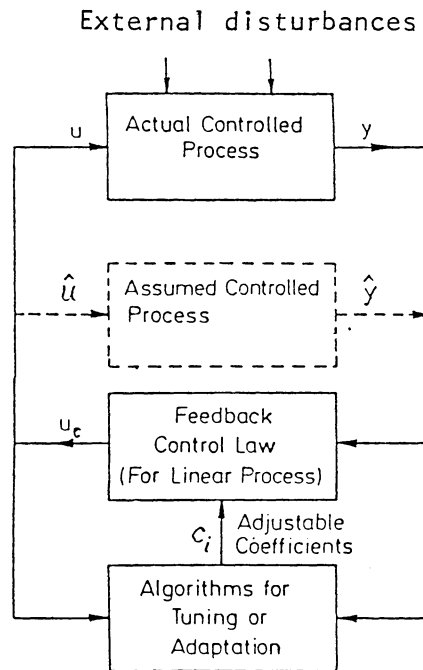 External disturbances
u
Actual Controlled
Process
y
û
Assumed Controlled
Process
ŷ
u_c
Feedback
Control Law
(For Linear Process)
C_i
Adjustable
Coefficients
Algorithms for
Tuning or
Adaptation